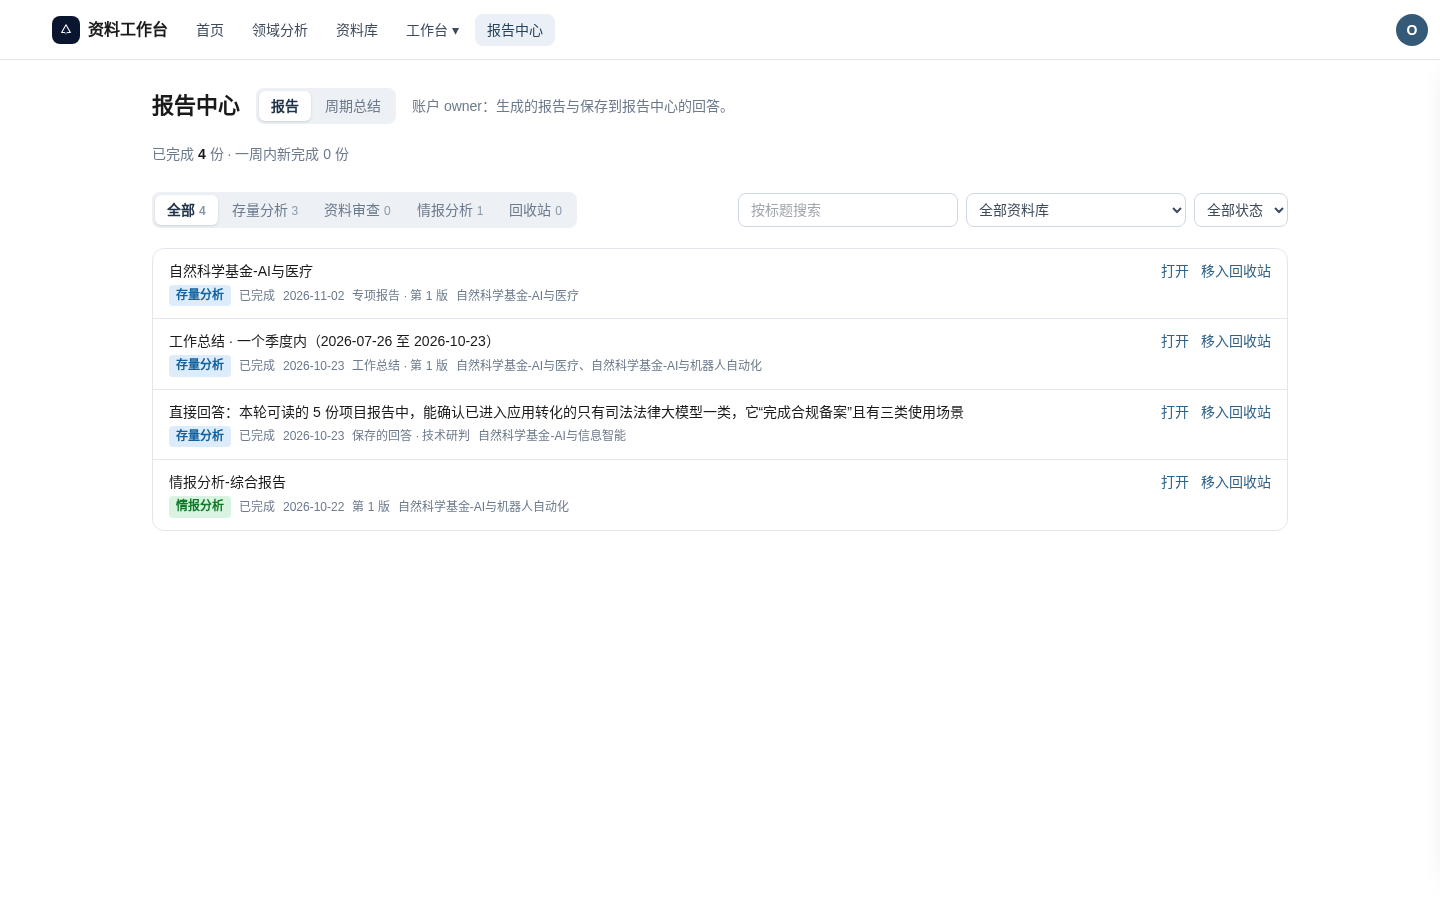 资料工作台 首页 领域分析 资料库 工作台 ▾ 报告中心 O
报告中心 报告 周期总结 账户 owner：生成的报告与保存到报告中心的回答。
已完成 4 份 · 一周内新完成 0 份
全部 4 存量分析 3 资料审查 0 情报分析 1 回收站 0 按标题搜索 全部资料库 全部状态
自然科学基金-AI与医疗 打开 移入回收站
存量分析 已完成 2026-11-02 专项报告 · 第 1 版 自然科学基金-AI与医疗
工作总结 · 一个季度内（2026-07-26 至 2026-10-23） 打开 移入回收站
存量分析 已完成 2026-10-23 工作总结 · 第 1 版 自然科学基金-AI与医疗、自然科学基金-AI与机器人自动化
直接回答：本轮可读的 5 份项目报告中，能确认已进入应用转化的只有司法法律大模型一类，它“完成合规备案”且有三类使用场景 打开 移入回收站
存量分析 已完成 2026-10-23 保存的回答 · 技术研判 自然科学基金-AI与信息智能
情报分析-综合报告 打开 移入回收站
情报分析 已完成 2026-10-22 第 1 版 自然科学基金-AI与机器人自动化